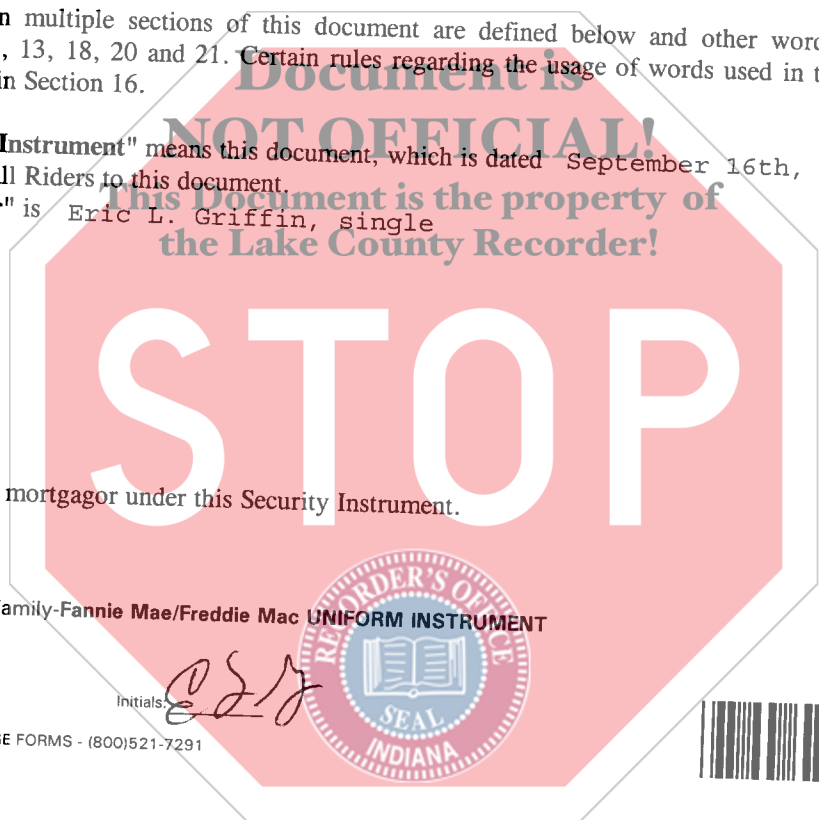 n multiple sections of this document are defined below and other word
, 13, 18, 20 and 21. Certain rules regarding the usage of words used in t
in Section 16.
Document is
NOT OFFICIAL!
Instrument" means this document, which is dated September 16th,
ll Riders to this document.
This Document is the property of
" is Eric L. Griffin, single
the Lake County Recorder!
STOP
mortgagor under this Security Instrument.
amily-Fannie Mae/Freddie Mac UNIFORM INSTRUMENT
RECORDER'S OFFICE
SEAL
INDIANA
Initials: ELG
E FORMS - (800)521-7291